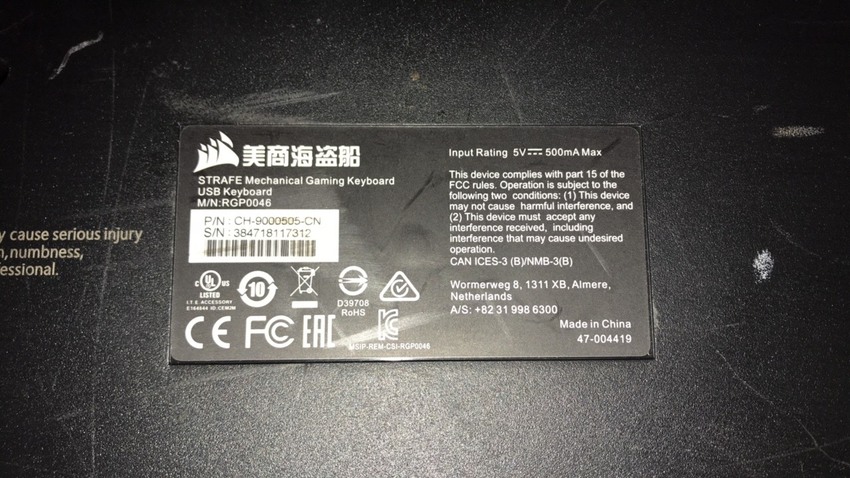 美商海盗船
STRAFE Mechanical Gaming Keyboard
USB Keyboard
M/N:RGP0046
P/N : CH-9000505-CN
S/N : 384718117312
C UL US
LISTED
I.T.E. ACCESSORY
E164844 ID:CEM2M
10
D39708
RoHS
CE FC EAC
MSIP-REM-CSI-RGP0046
Input Rating 5V 500mA Max
This device complies with part 15 of the
FCC rules. Operation is subject to the
following two conditions: (1) This device
may not cause harmful interference, and
(2) This device must accept any
interference received, including
interference that may cause undesired
operation.
CAN ICES-3 (B)/NMB-3(B)
Wormerweg 8, 1311 XB, Almere,
Netherlands
A/S: +82 31 998 6300
Made in China
47-004419
y cause serious injury
n, numbness,
essional.